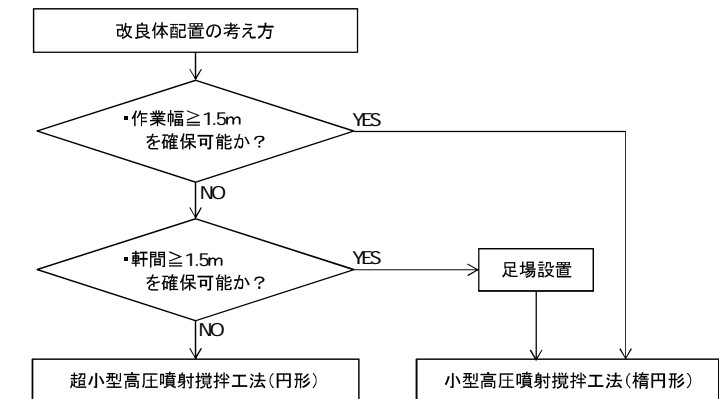 改良体配置の考え方
・作業幅≧1.5m
を確保可能か？
YES
NO
・軒間≧1.5m
を確保可能か？
YES
足場設置
NO
超小型高圧噴射撹拌工法(円形)
小型高圧噴射撹拌工法(楕円形)